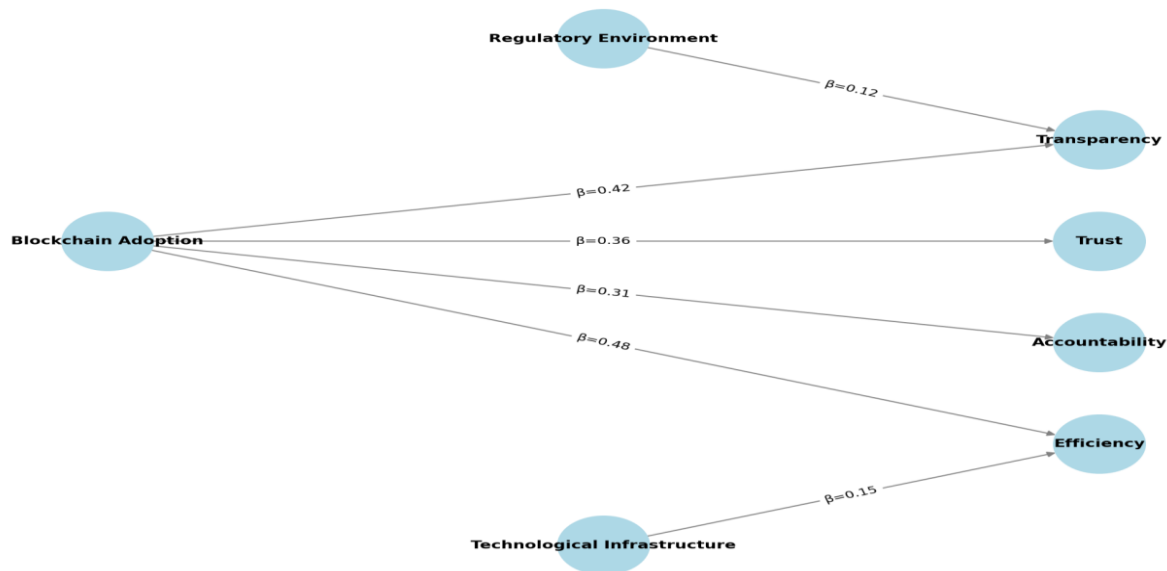 Regulatory Environment
β=0.12
Transparency
β=0.42
Blockchain Adoption
β=0.36
Trust
β=0.31
Accountability
β=0.48
Efficiency
β=0.15
Technological Infrastructure